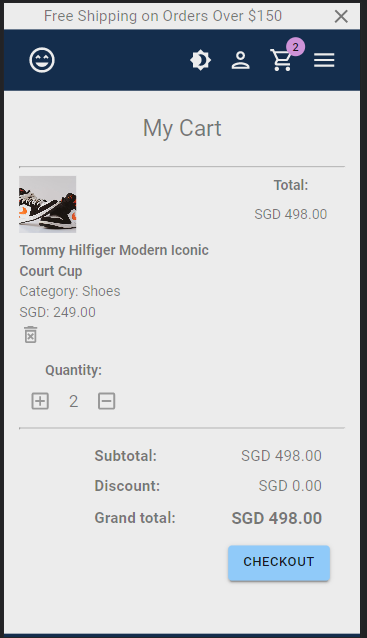 Free Shipping on Orders Over $150
2
My Cart
Total:
SGD 498.00
Tommy Hilfiger Modern Iconic
Court Cup
Category: Shoes
SGD: 249.00
Quantity:
2
Subtotal: SGD 498.00
Discount: SGD 0.00
Grand total: SGD 498.00
CHECKOUT